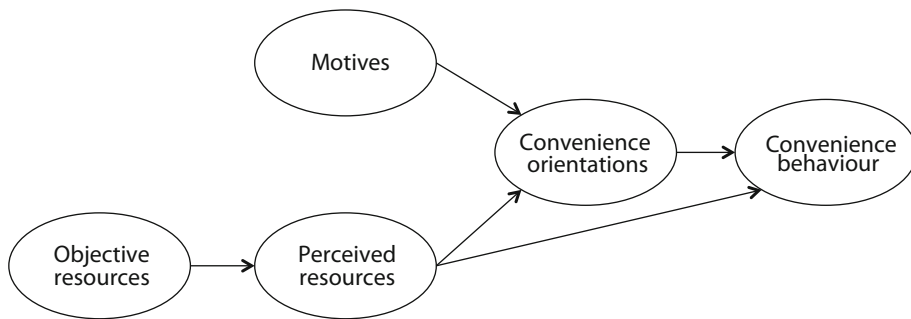 Motives
Convenience
orientations
Convenience
behaviour
Objective
resources
Perceived
resources